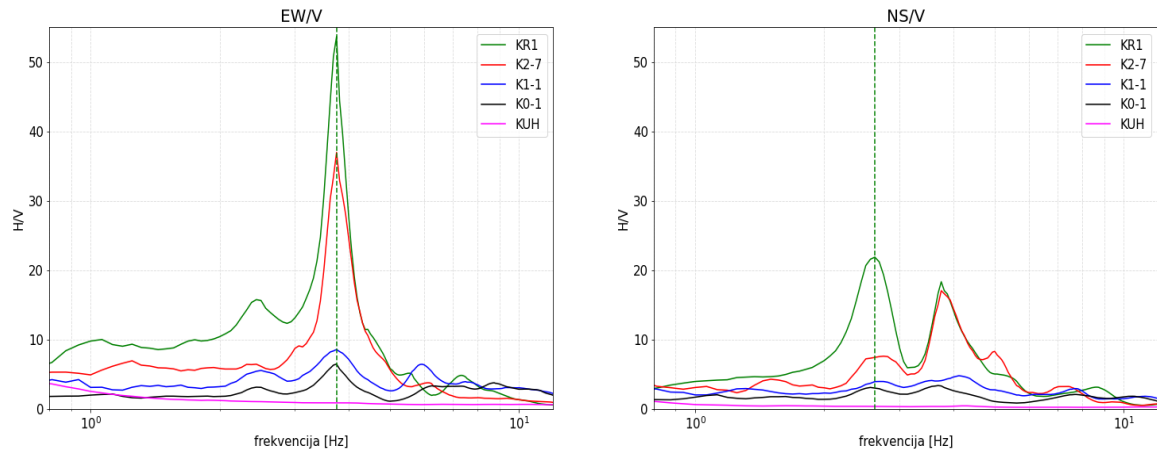 EW/V
50
40
30
20
10
0
H/V
10⁰
10¹
frekvencija [Hz]
KR1
K2-7
K1-1
K0-1
KUH
NS/V
50
40
30
20
10
0
H/V
10⁰
10¹
frekvencija [Hz]
KR1
K2-7
K1-1
K0-1
KUH